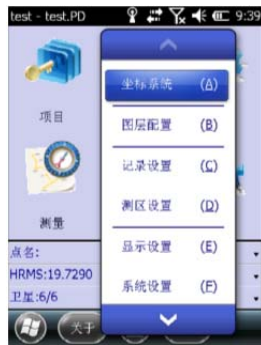 test - test.PD 9:39
项目
测量
坐标系统 (A)
图层配置 (B)
记录设置 (C)
测区设置 (D)
显示设置 (E)
系统设置 (F)
点名:
HRMS:19.7290
卫星:6/6
关于